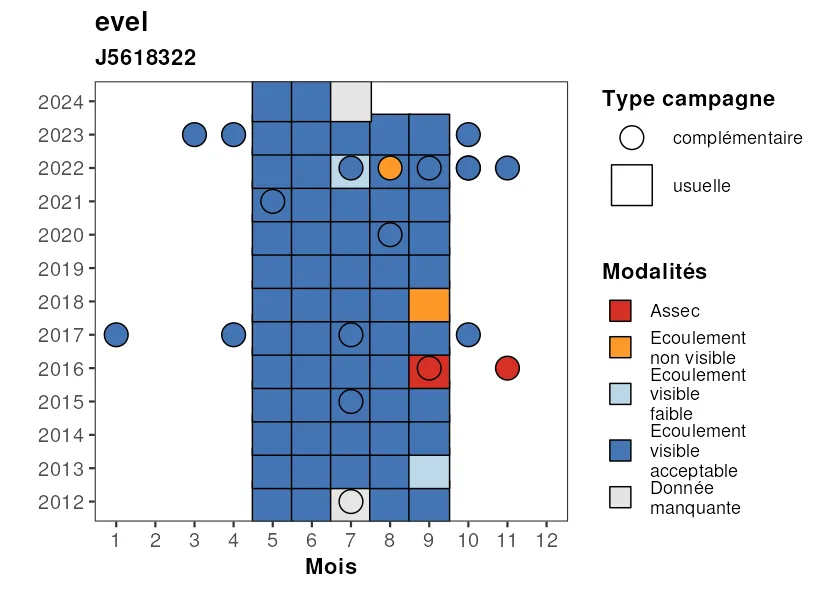 evel
J5618322
2024
2023
2022
2021
2020
2019
2018
2017
2016
2015
2014
2013
2012
1 2 3 4 5 6 7 8 9 10 11 12
Mois
Type campagne
complémentaire
usuelle
Modalités
Assec
Ecoulement
non visible
Ecoulement
visible
faible
Ecoulement
visible
acceptable
Donnée
manquante